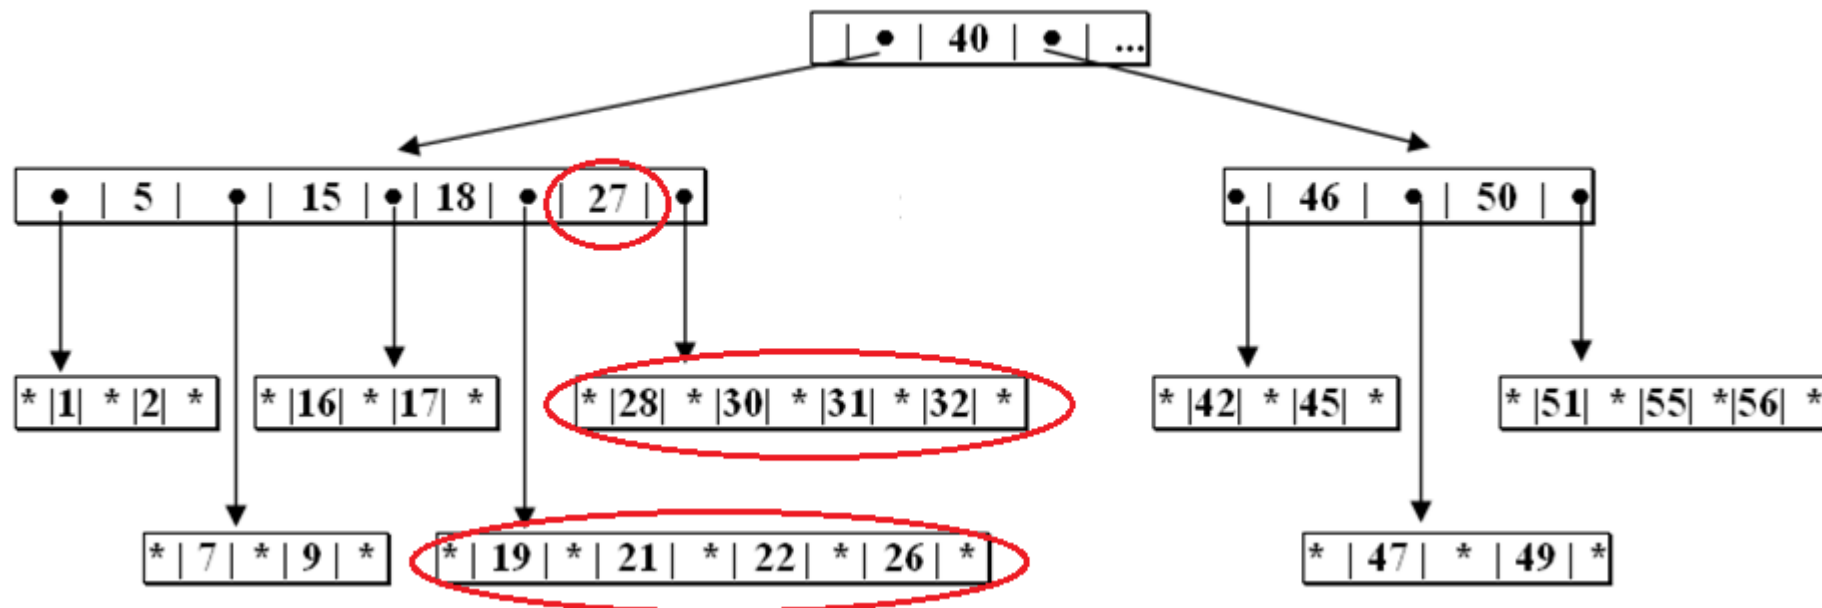 | • | 40 | • | ...
• | 5 | • | 15 | • | 18 | • | 27 | •
• | 46 | • | 50 | •
* |1| * |2| *
* |16| * |17| *
* |28| * |30| * |31| * |32| *
* |42| * |45| *
* |51| * |55| * |56| *
* | 7 | * | 9 | *
* | 19 | * | 21 | * | 22 | * | 26 | *
* | 47 | * | 49 | *